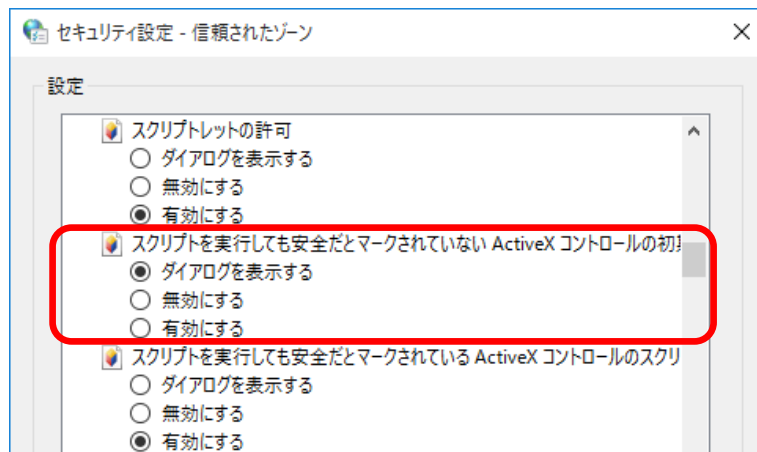 セキュリティ設定 - 信頼されたゾーン
設定
スクリプトレットの許可
ダイアログを表示する
無効にする
有効にする
スクリプトを実行しても安全だとマークされていない ActiveX コントロールの初
ダイアログを表示する
無効にする
有効にする
スクリプトを実行しても安全だとマークされている ActiveX コントロールのスクリ
ダイアログを表示する
無効にする
有効にする